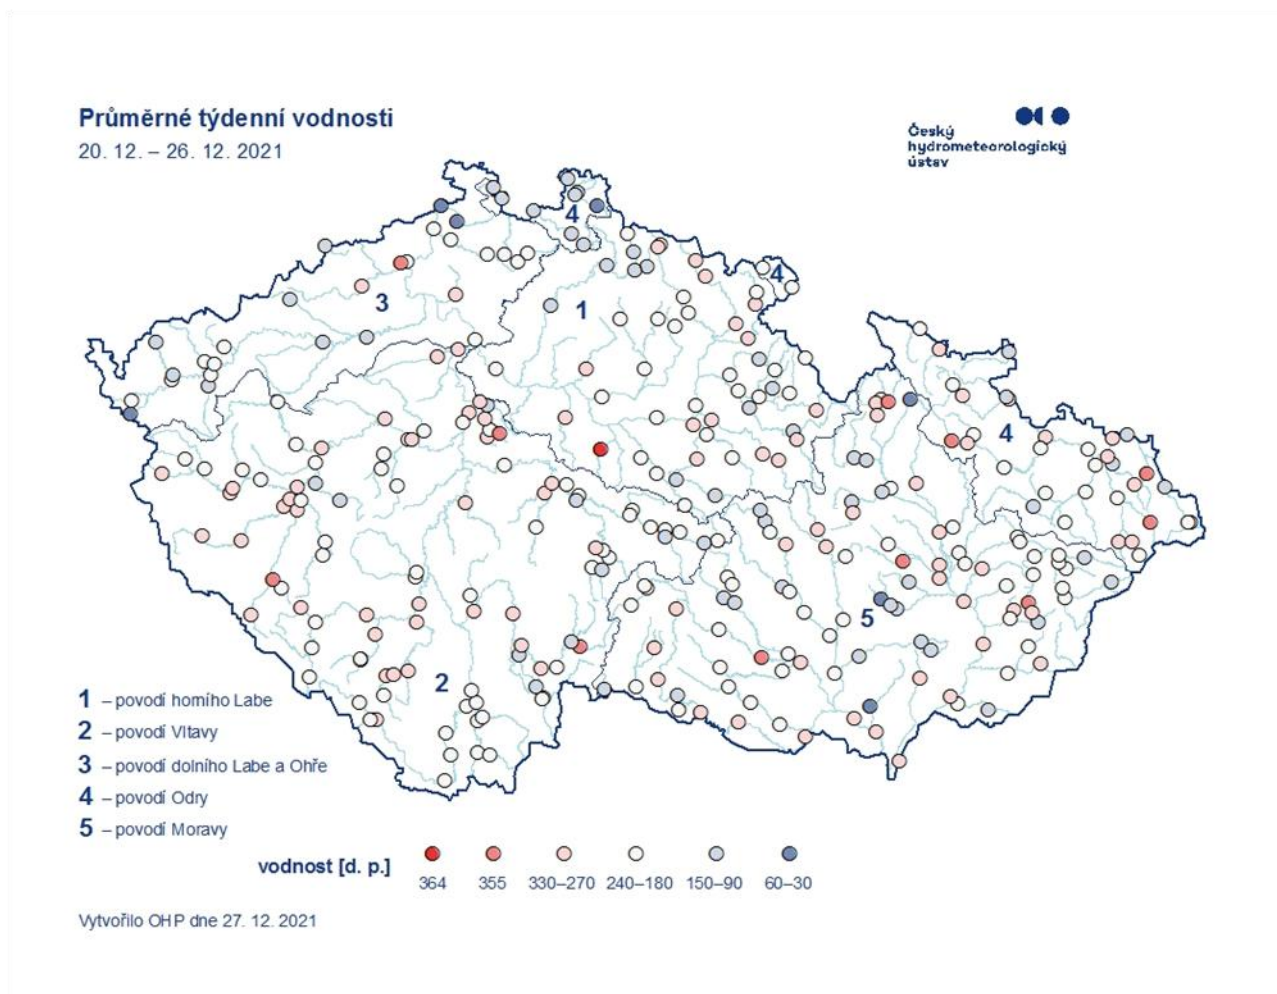 Průměrné týdenní vodnosti
20. 12. – 26. 12. 2021
Český
hydrometeorologický
ústav
4
4
3
1
4
5
2
1 – povodí horního Labe
2 – povodí Vltavy
3 – povodí dolního Labe a Ohře
4 – povodí Odry
5 – povodí Moravy
vodnost [d. p.]
364 355 330–270 240–180 150–90 60–30
Vytvořilo OHP dne 27. 12. 2021